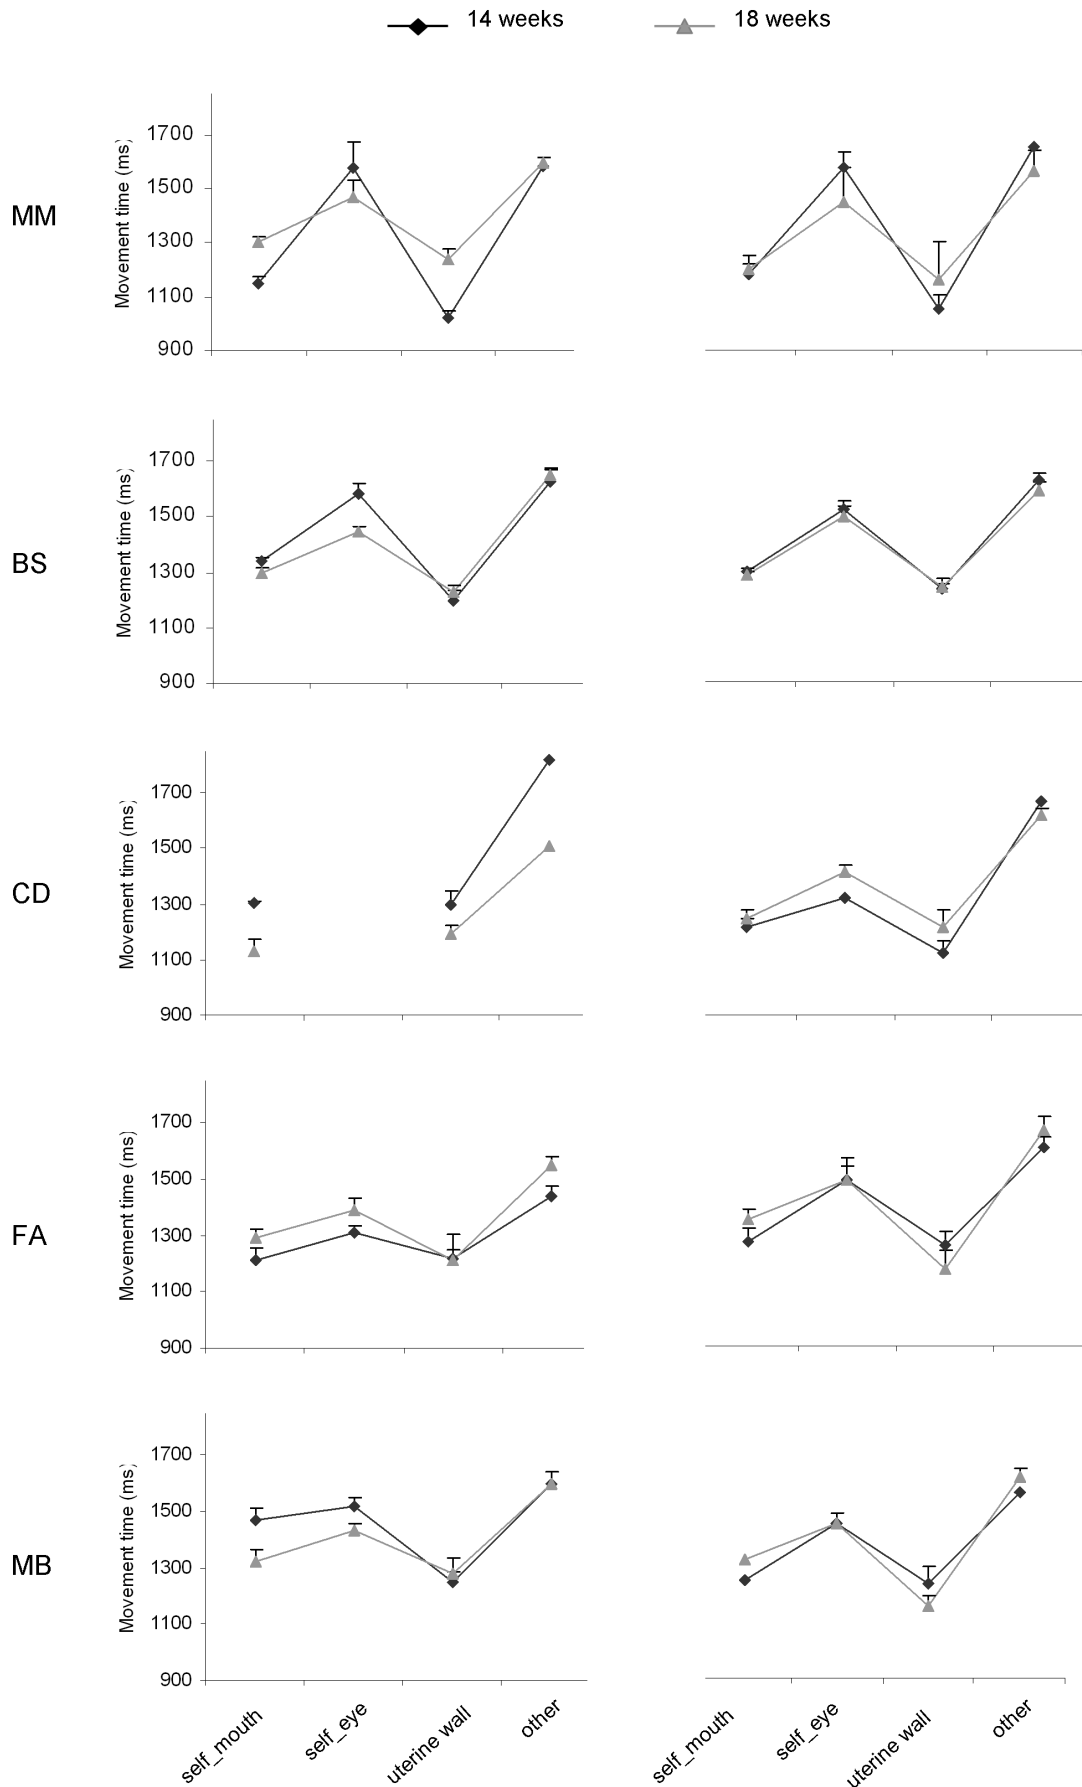 14 weeks 18 weeks
MM
Movement time (ms)
1700
1500
1300
1100
900
BS
Movement time (ms)
1700
1500
1300
1100
900
CD
Movement time (ms)
1700
1500
1300
1100
900
FA
Movement time (ms)
1700
1500
1300
1100
900
MB
Movement time (ms)
1700
1500
1300
1100
900
self_mouth
self_eye
uterine wall
other
self_mouth
self_eye
uterine wall
other